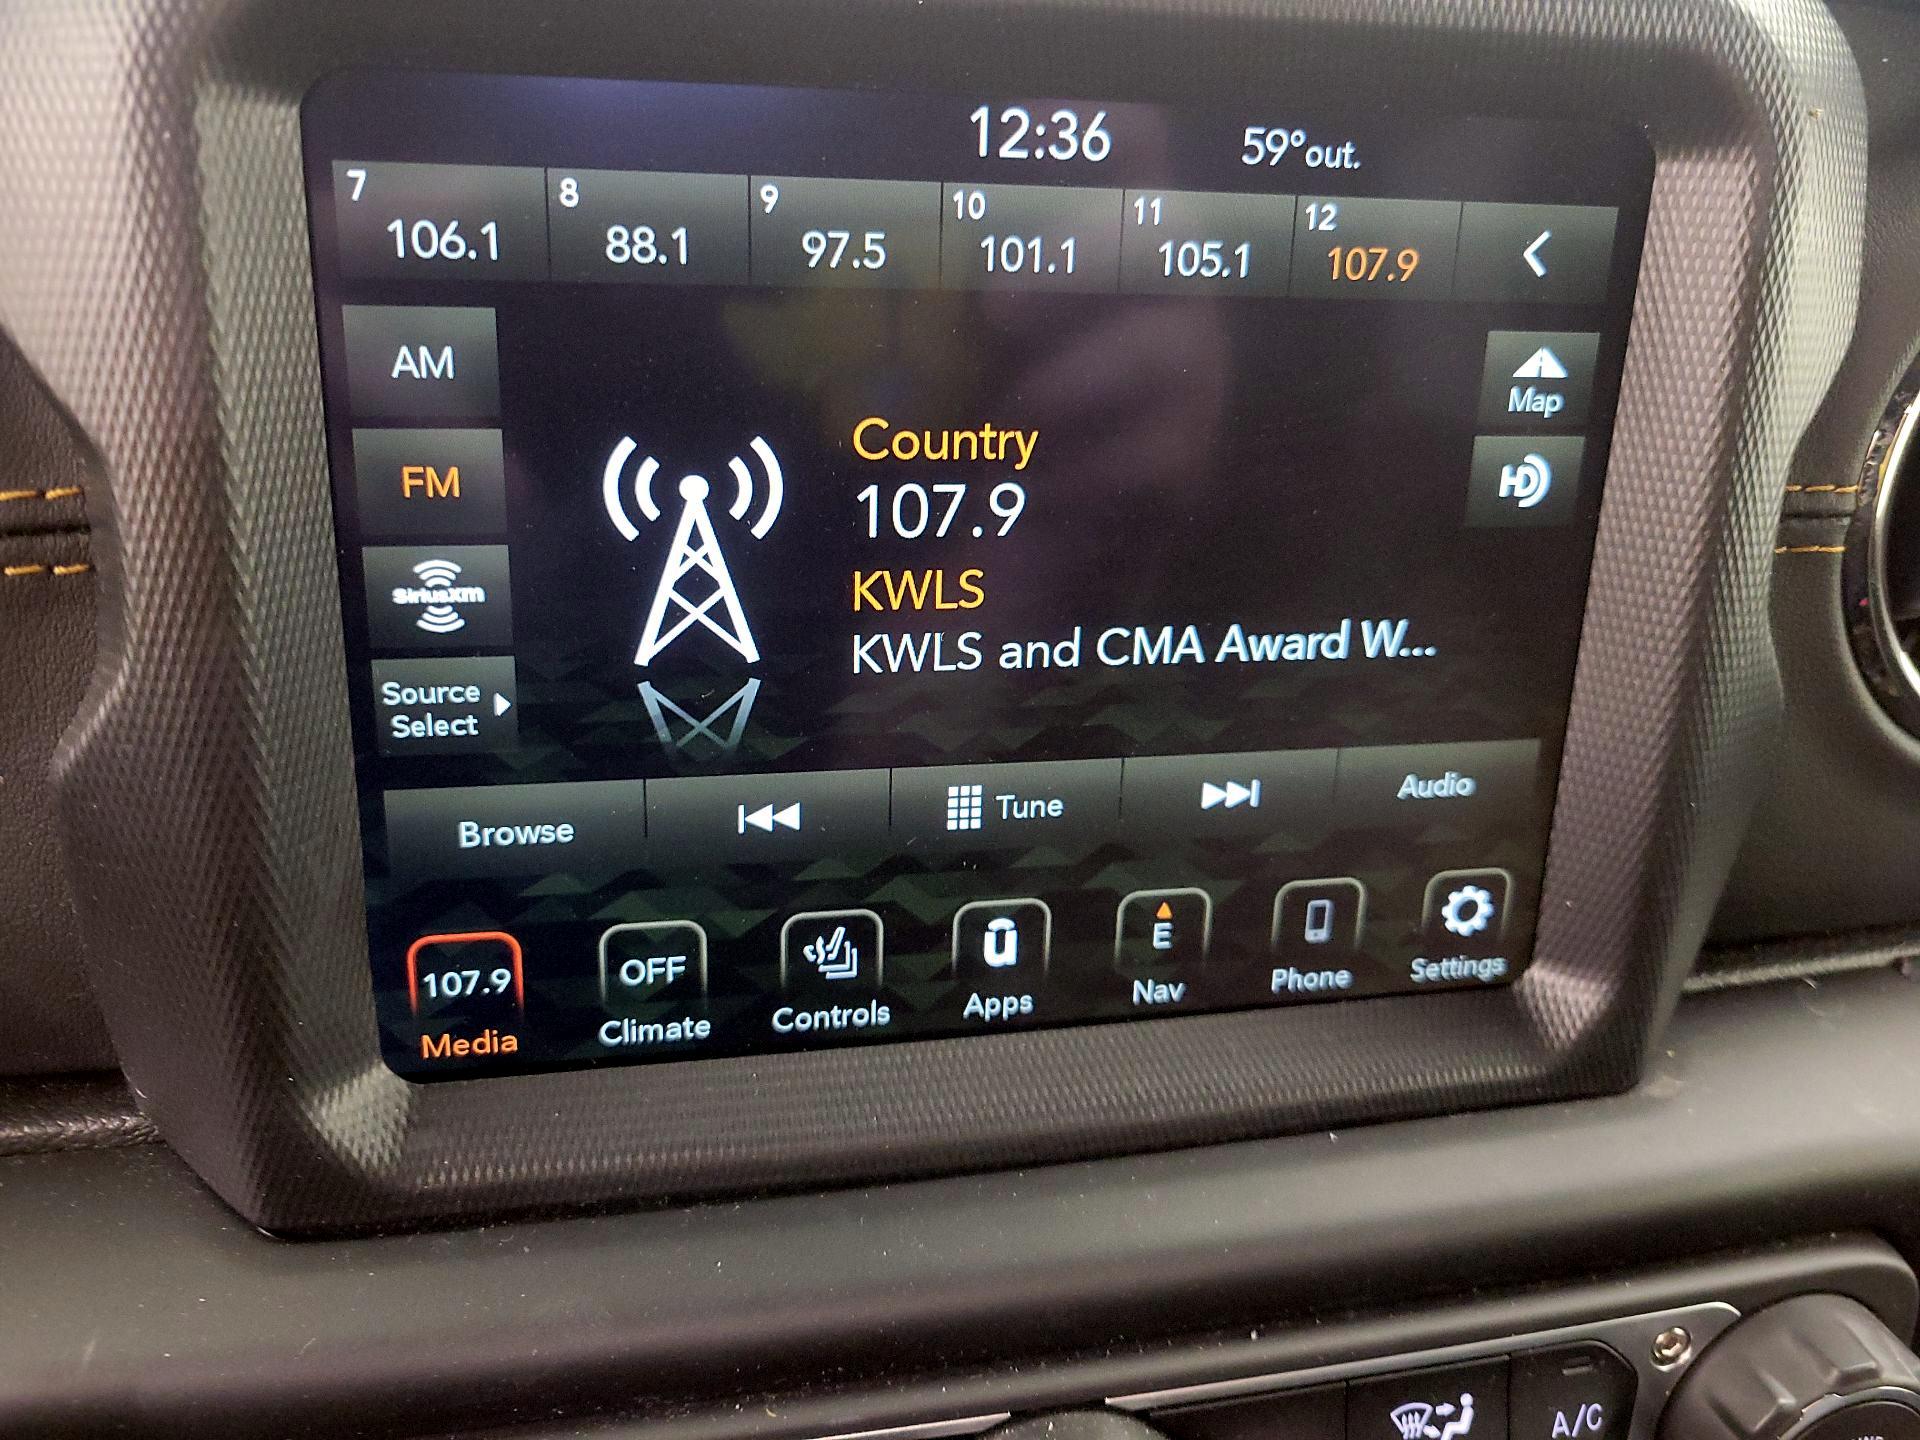 12:36 59°out.
7 8 9 10 11 12
106.1 88.1 97.5 101.1 105.1 107.9
AM
FM
SiriusXM
Source
Select
Map
HD
Country
107.9
KWLS
KWLS and CMA Award W...
Browse Tune Audio
107.9 OFF E
Media Climate Controls Apps Nav Phone Settings
A/C